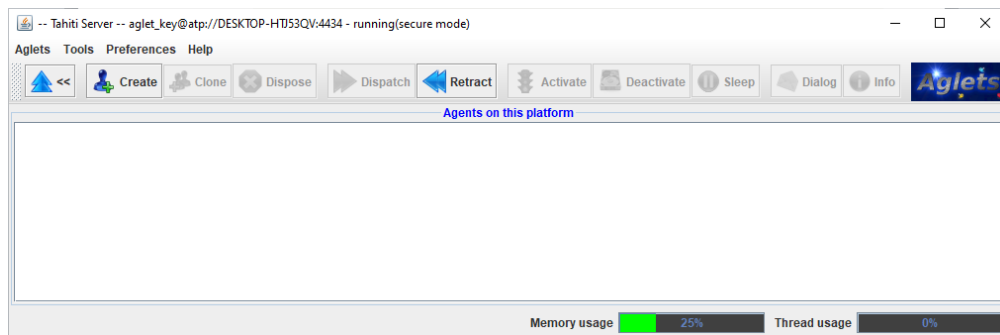 -- Tahiti Server -- aglet_key@atp://DESKTOP-HTJ53QV:4434 - running(secure mode)
Aglets Tools Preferences Help
<< Create Clone Dispose Dispatch Retract Activate Deactivate Sleep Dialog Info Aglets
Agents on this platform
Memory usage 25% Thread usage 0%